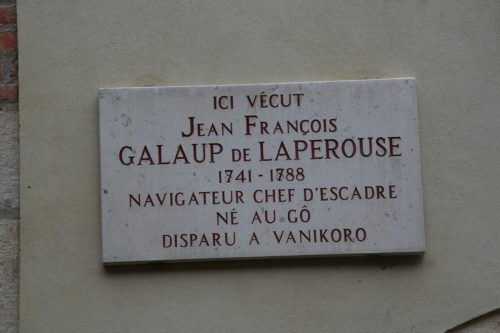 ICI VÉCUT
JEAN FRANÇOIS
GALAUP DE LAPEROUSE
1741 - 1788
NAVIGATEUR CHEF D'ESCADRE
NÉ AU GÔ
DISPARU A VANIKORO